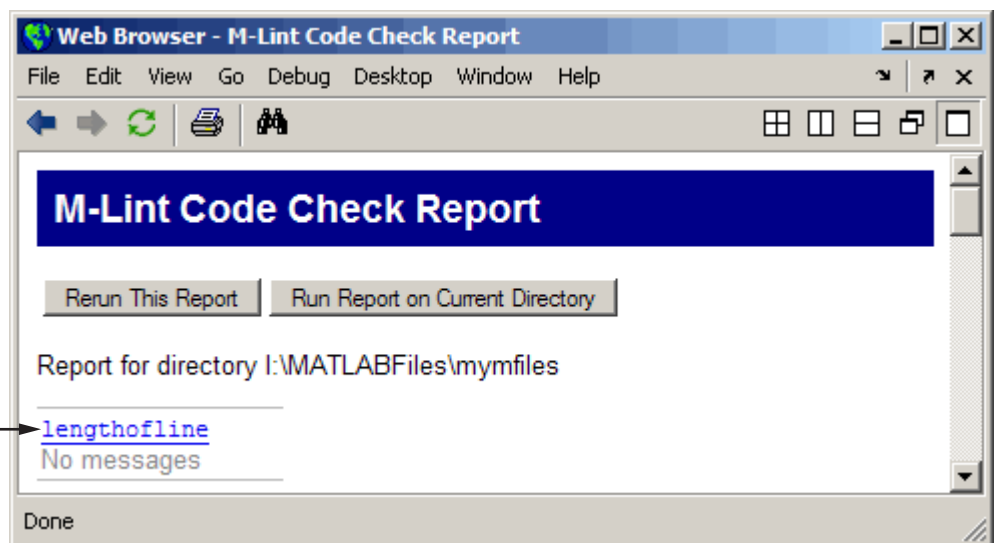 Web Browser - M-Lint Code Check Report
File Edit View Go Debug Desktop Window Help
M-Lint Code Check Report
Rerun This Report Run Report on Current Directory
Report for directory I:\MATLABFiles\mymfiles
lengthofline
No messages
Done